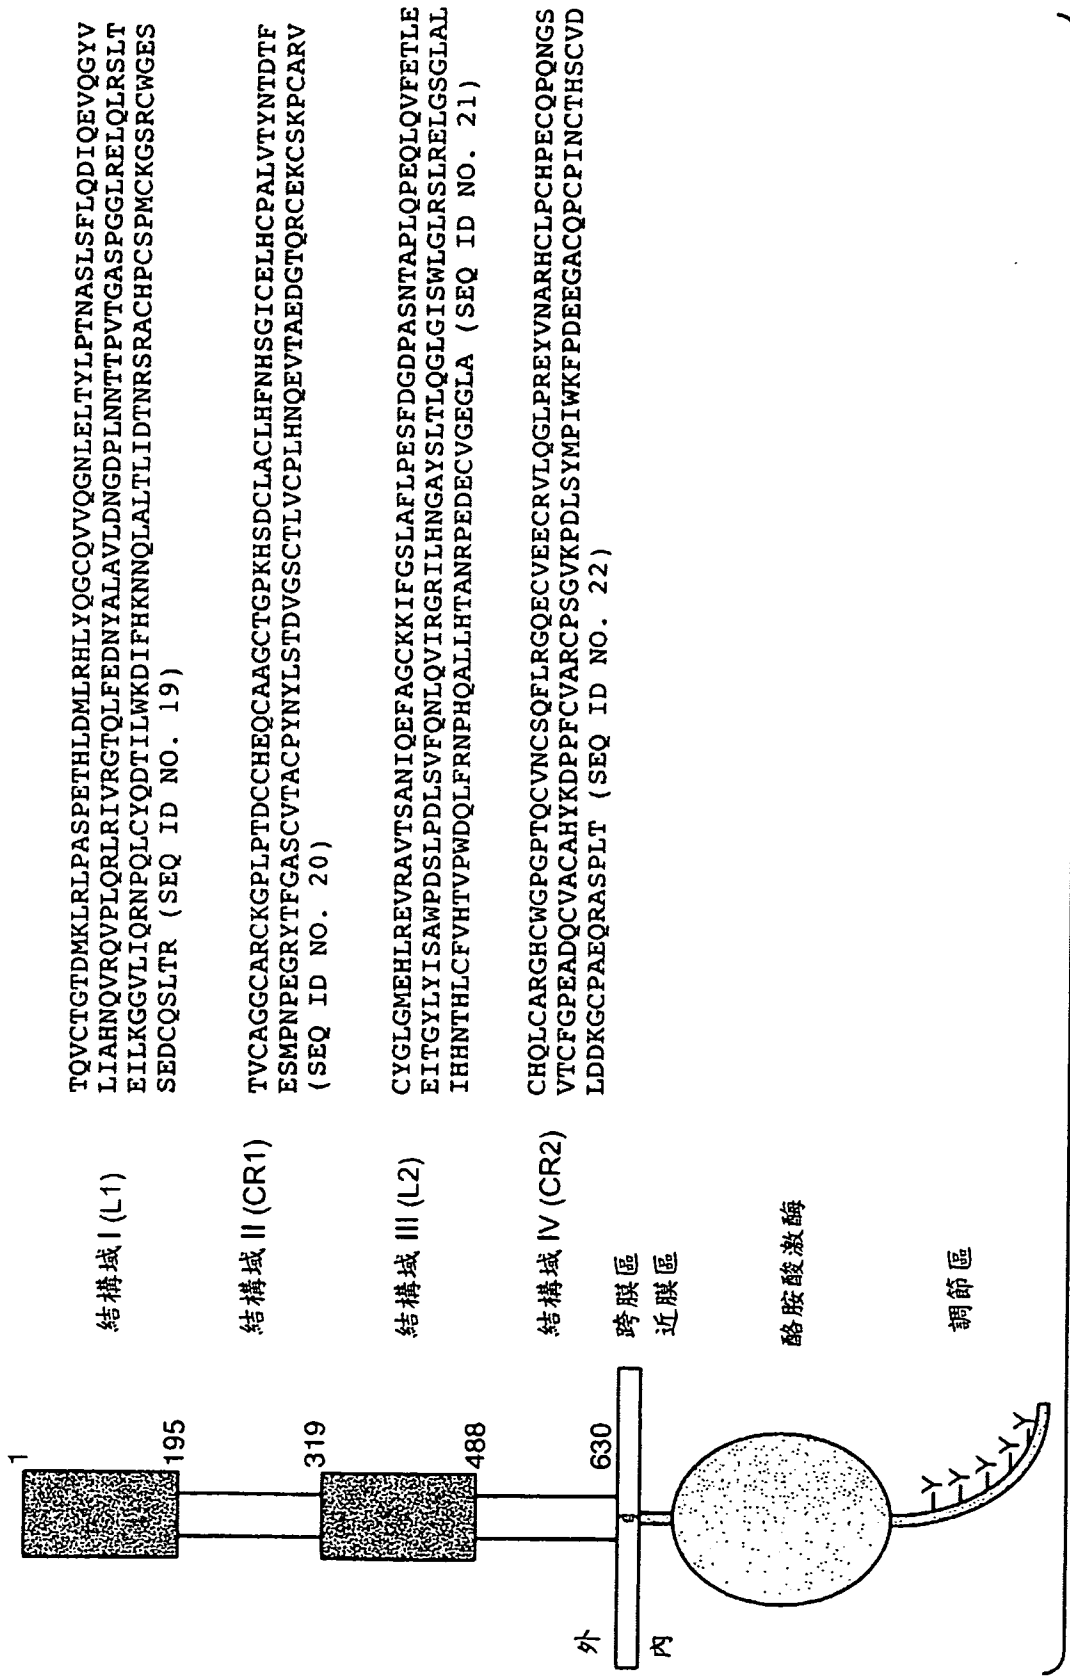 結構域 I (L1)
TQVCTGTDMKLRLPASPETHLDMLRHLYQGCQVVQGNLELTYLPTNASLSFLQDIQEVQGYV
LIAHNQVRQVPLQRLRIVRGTQLFEDNYALAVLDNGDPLNNTTPVTGASPGGLRELQLRSLT
EILKGGVLIQRNPQLCYQDTILWKDIFHKNNQLALTLIDTNRSRACHPCSPMCKGSRCWGES
SEDCQSLTR (SEQ ID NO. 19)
結構域 II (CR1)
TVCAGGCARCKGPLPTDCCHEQCAAGCTGPKHSDCLACLHFNHSGICELHCPALVTYNTDTF
ESMPNPEGRYTFGASCVTACPYNYLSTDVGSCTLVCPLHNQEVTAEDGTQRCEKCSKPCARV
(SEQ ID NO. 20)
結構域 III (L2)
CYGLGMEHLREVRAVTSANIQEFAGCKKIFGSLAFLPESFDGDPASNTAPLQPEQLQVFETLE
EITGYLYISAWPDSLPDLSVFQNLQVIRGRILHNGAYSLTLQGLGISWLGLRSLRELGSGLAL
IHHNTHLCFVHTVPWDQLFRNPHQALLHTANRPEDECVGEGLA (SEQ ID NO. 21)
結構域 IV (CR2)
CHQLCARGHCWGPGPTQCVNCSQFLRGQECVEECRVLQGLPREYVNARHCLPCHPECQPQNGS
VTCFGPEADQCVACAHYKDPPFCVARCPSGVKPDLSYMPIWKFPDEEGACQPCPINCTHSCVD
LDDKGCPAEQRASPLT (SEQ ID NO. 22)
跨膜區
近膜區
酪胺酸激酶
調節區
1
195
319
488
630
外
內
Y
Y
Y
Y
Y